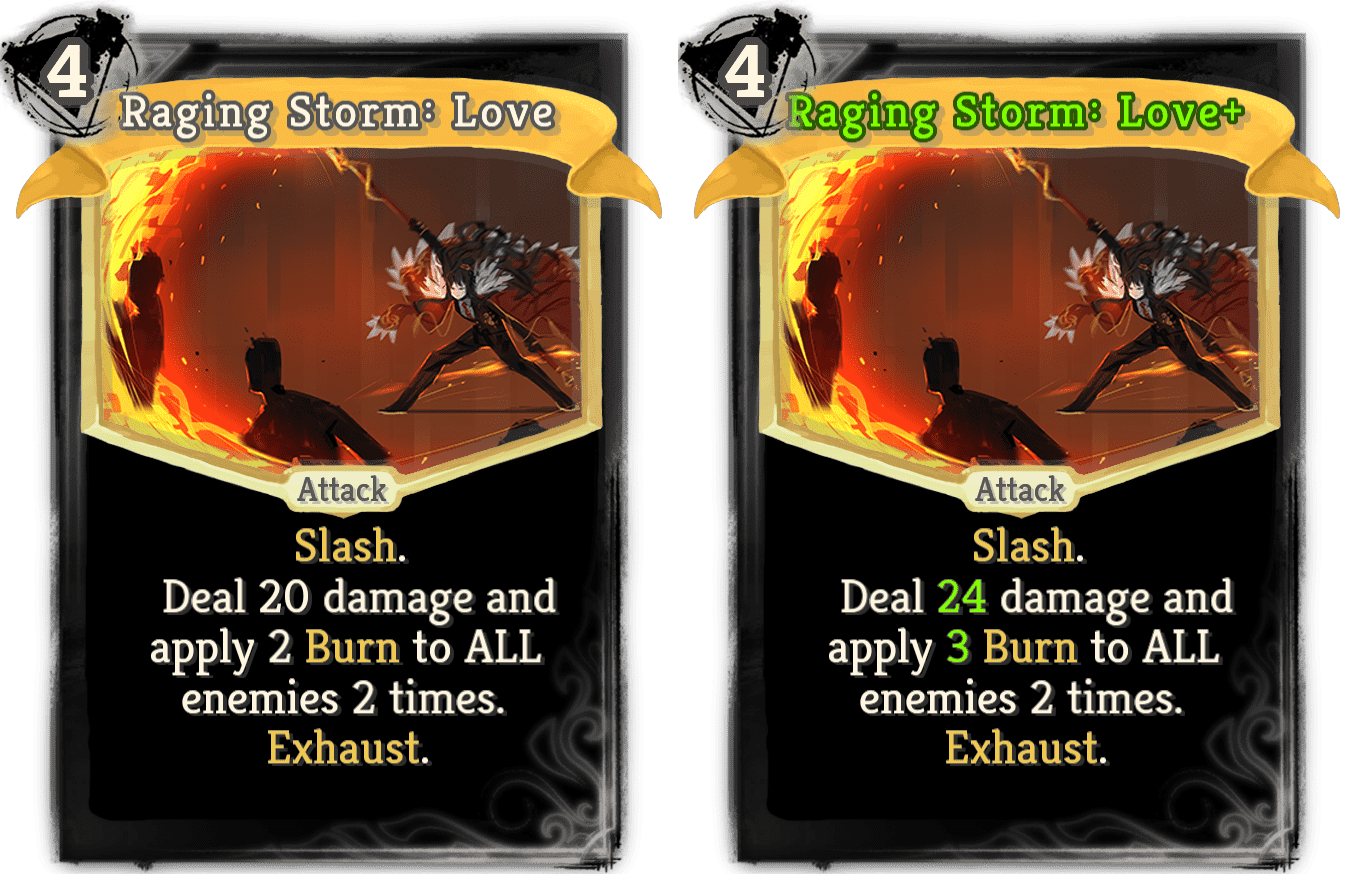 4
Raging Storm: Love
Attack
Slash.
Deal 20 damage and
apply 2 Burn to ALL
enemies 2 times.
Exhaust.
4
Raging Storm: Love+
Attack
Slash.
Deal 24 damage and
apply 3 Burn to ALL
enemies 2 times.
Exhaust.